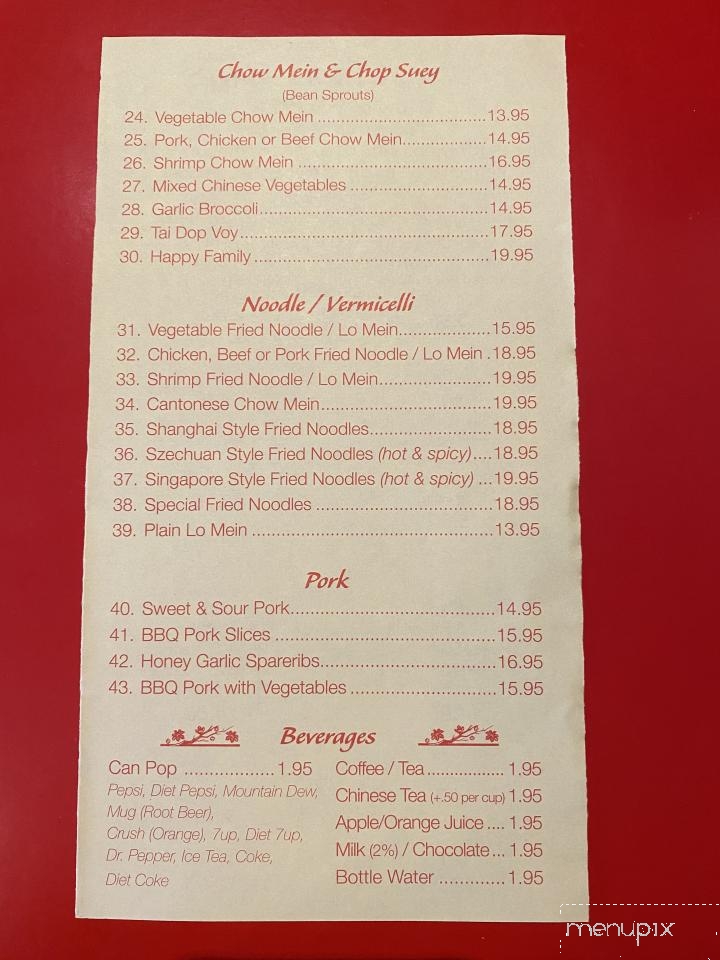 Chow Mein & Chop Suey
(Bean Sprouts)
24. Vegetable Chow Mein ...................................13.95
25. Pork, Chicken or Beef Chow Mein..................14.95
26. Shrimp Chow Mein .......................................16.95
27. Mixed Chinese Vegetables ............................14.95
28. Garlic Broccoli...............................................14.95
29. Tai Dop Voy....................................................17.95
30. Happy Family.................................................19.95
Noodle / Vermicelli
31. Vegetable Fried Noodle / Lo Mein...................15.95
32. Chicken, Beef or Pork Fried Noodle / Lo Mein .18.95
33. Shrimp Fried Noodle / Lo Mein.......................19.95
34. Cantonese Chow Mein...................................19.95
35. Shanghai Style Fried Noodles.........................18.95
36. Szechuan Style Fried Noodles (hot & spicy)....18.95
37. Singapore Style Fried Noodles (hot & spicy) ...19.95
38. Special Fried Noodles ....................................18.95
39. Plain Lo Mein .................................................13.95
Pork
40. Sweet & Sour Pork.........................................14.95
41. BBQ Pork Slices ............................................15.95
42. Honey Garlic Spareribs...................................16.95
43. BBQ Pork with Vegetables .............................15.95
Beverages
Can Pop ..................1.95
Pepsi, Diet Pepsi, Mountain Dew,
Mug (Root Beer),
Crush (Orange), 7up, Diet 7up,
Dr. Pepper, Ice Tea, Coke,
Diet Coke
Coffee / Tea................. 1.95
Chinese Tea (+.50 per cup) 1.95
Apple/Orange Juice .... 1.95
Milk (2%) / Chocolate... 1.95
Bottle Water .............1.95
menupix